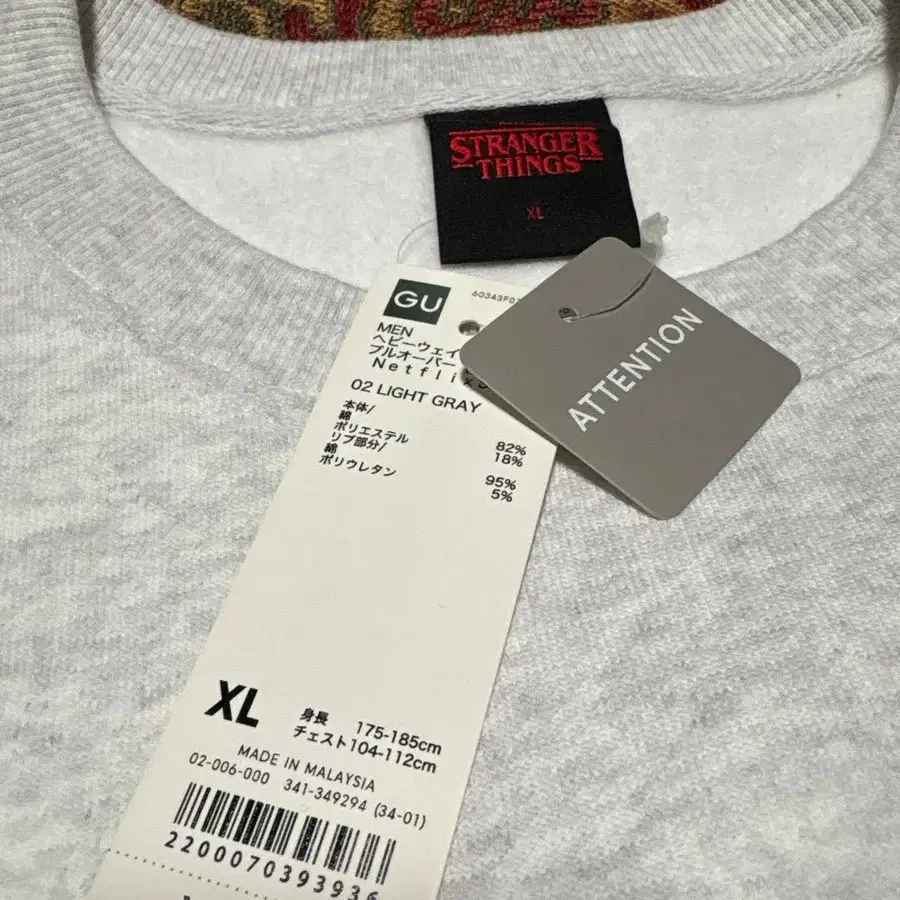 STRANGER
THINGS
XL
GU
60343F07
MEN
ヘビーウェイ
プルオーバー
Netflix S
02 LIGHT GRAY
本体/
綿 82%
ポリエステル 18%
リブ部分/
綿 95%
ポリウレタン 5%
ATTENTION
XL
身長 175-185cm
チェスト104-112cm
MADE IN MALAYSIA
02-006-000 341-349294 (34-01)
2200070393936